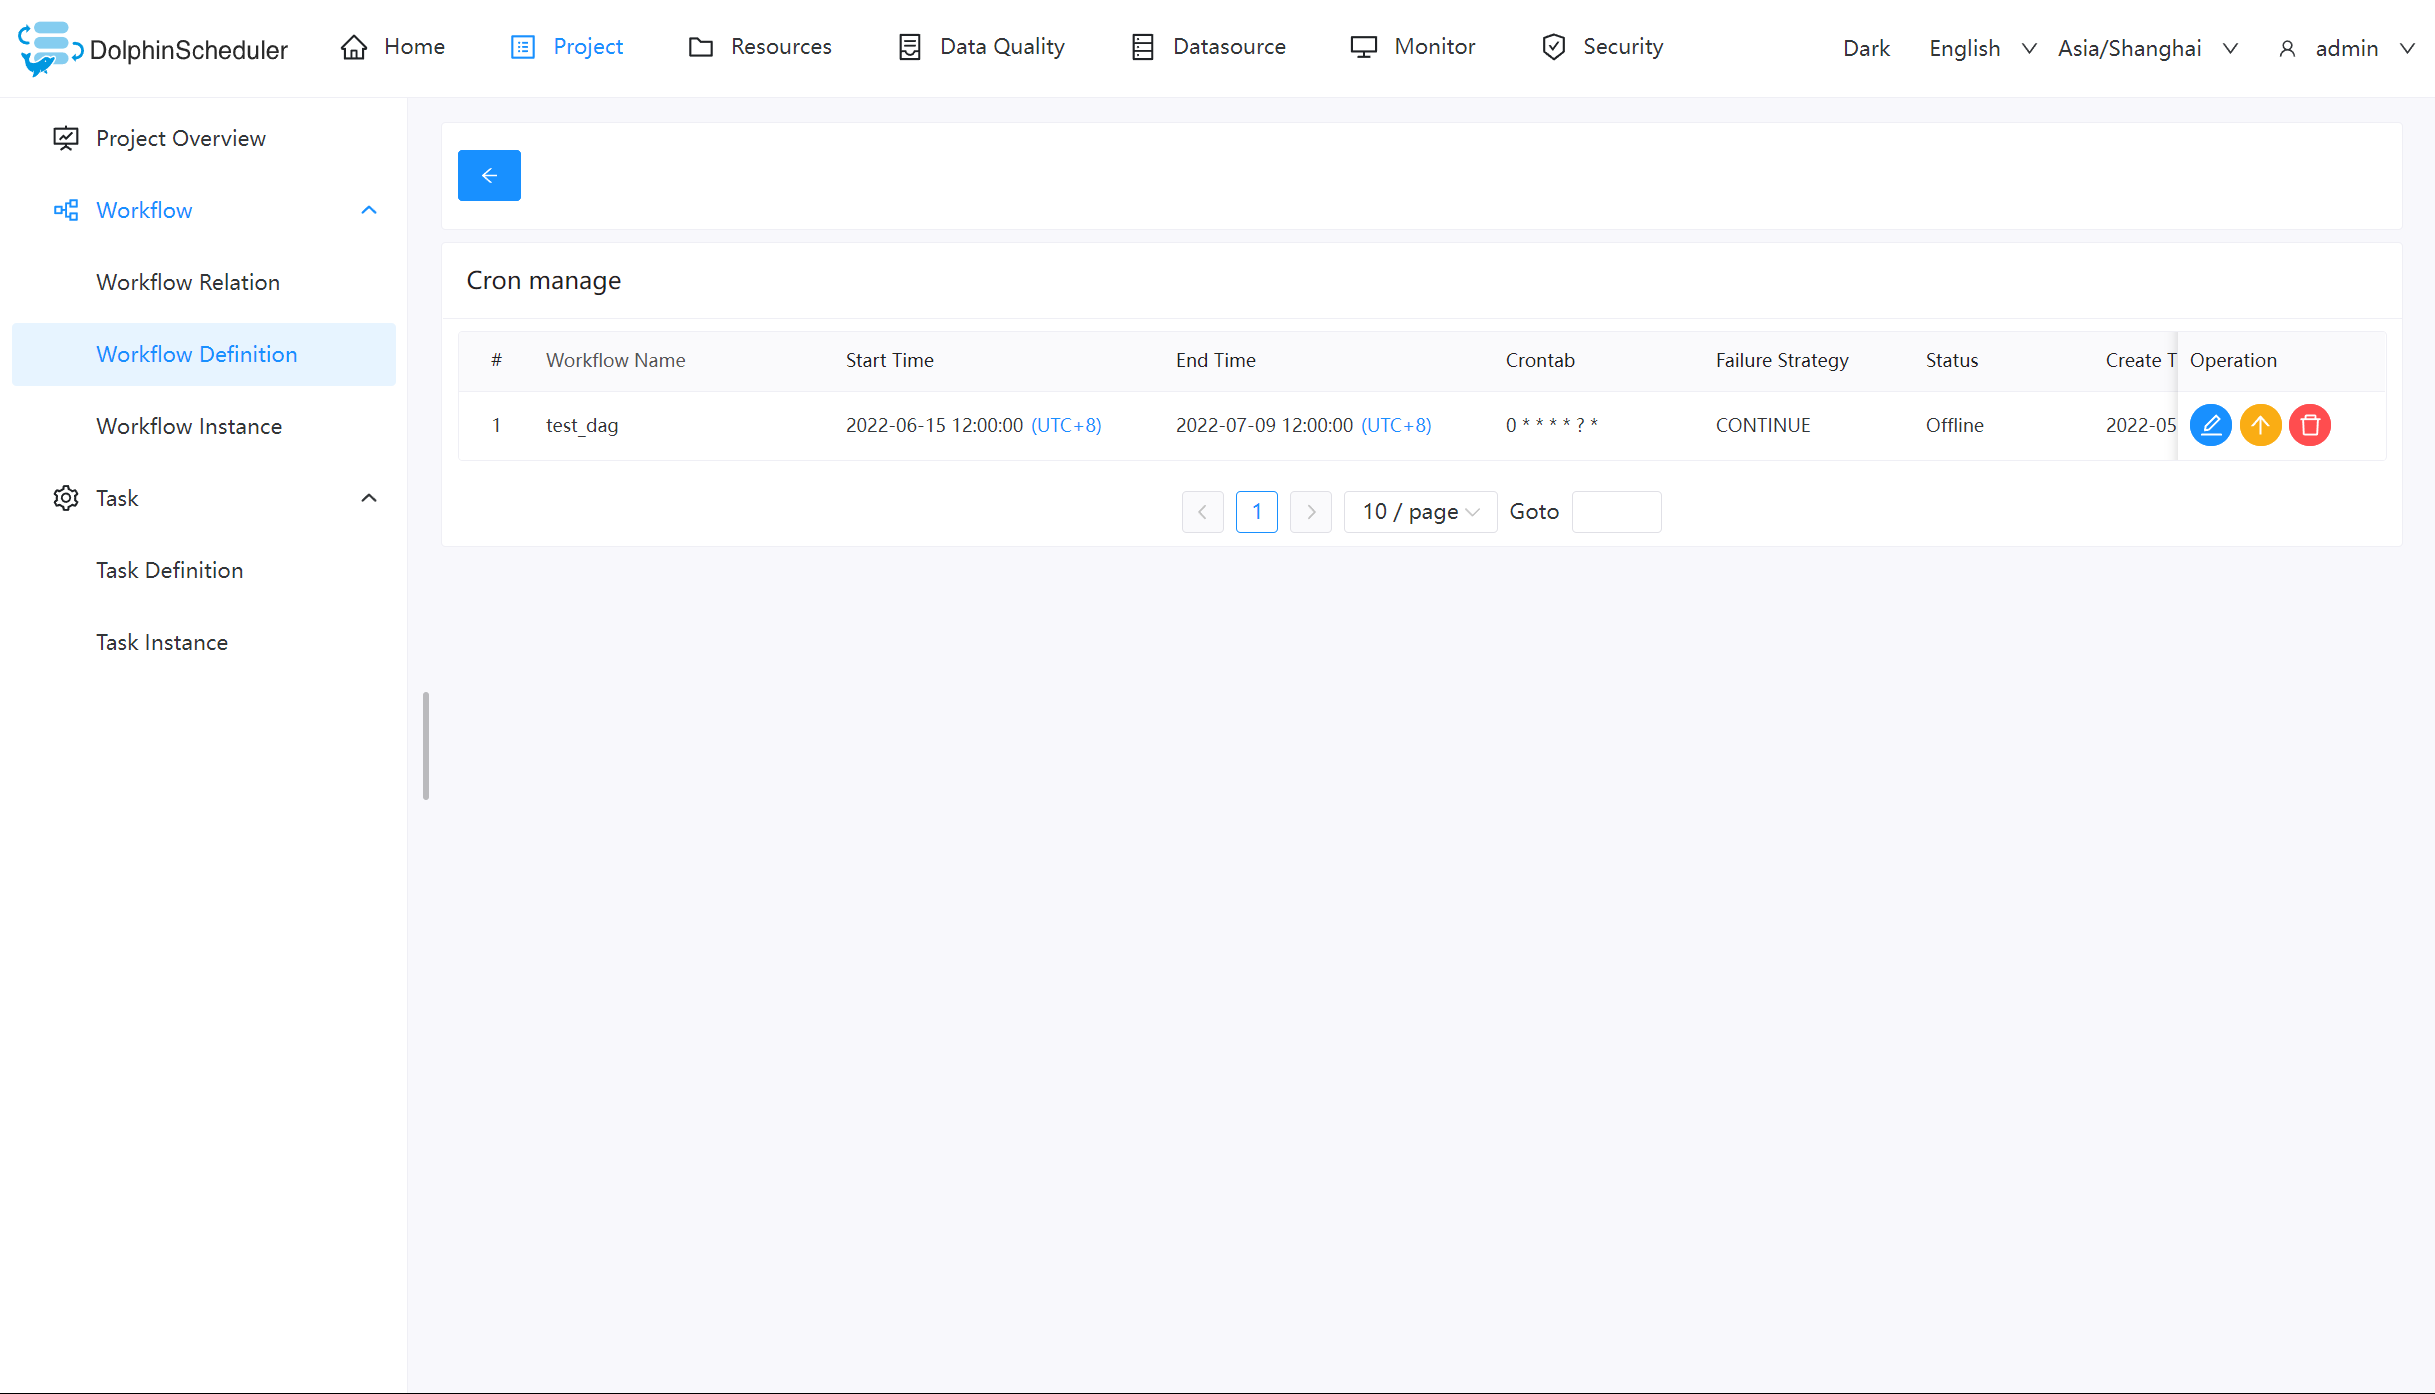 DolphinScheduler Home Project Resources Data Quality Datasource Monitor Security Dark English Asia/Shanghai admin
Project Overview
Workflow
Workflow Relation
Workflow Definition
Workflow Instance
Task
Task Definition
Task Instance
Cron manage
# Workflow Name Start Time End Time Crontab Failure Strategy Status Create T Operation
1 test_dag 2022-06-15 12:00:00 (UTC+8) 2022-07-09 12:00:00 (UTC+8) 0 * * * * ? * CONTINUE Offline 2022-05
1 10 / page Goto